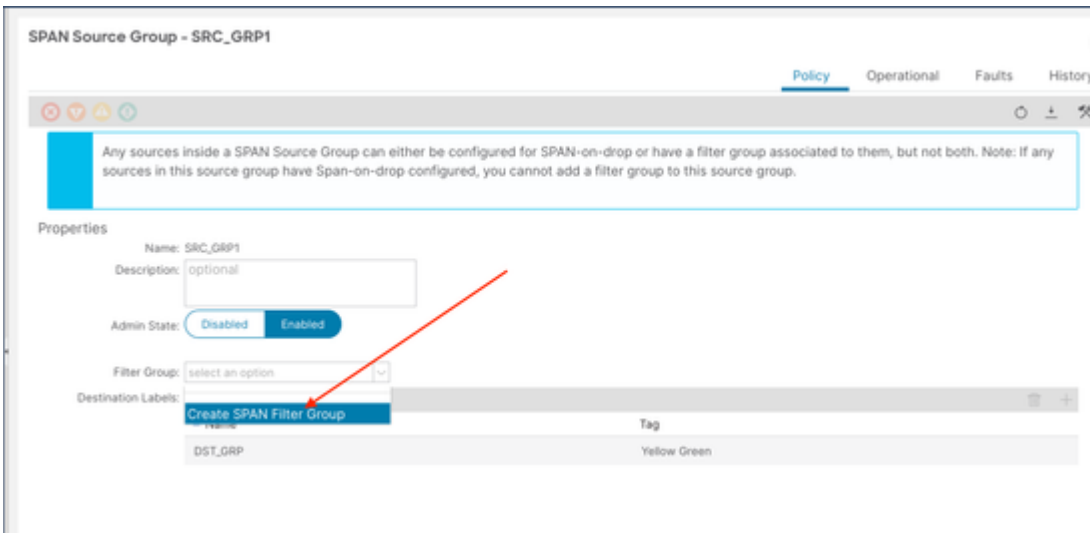 SPAN Source Group - SRC_GRP1
Policy Operational Faults History
Any sources inside a SPAN Source Group can either be configured for SPAN-on-drop or have a filter group associated to them, but not both. Note: If any
sources in this source group have Span-on-drop configured, you cannot add a filter group to this source group.
Properties
Name: SRC_GRP1
Description: optional
Admin State: Disabled Enabled
Filter Group: select an option
Destination Labels:
Create SPAN Filter Group
Name Tag
DST_GRP Yellow Green